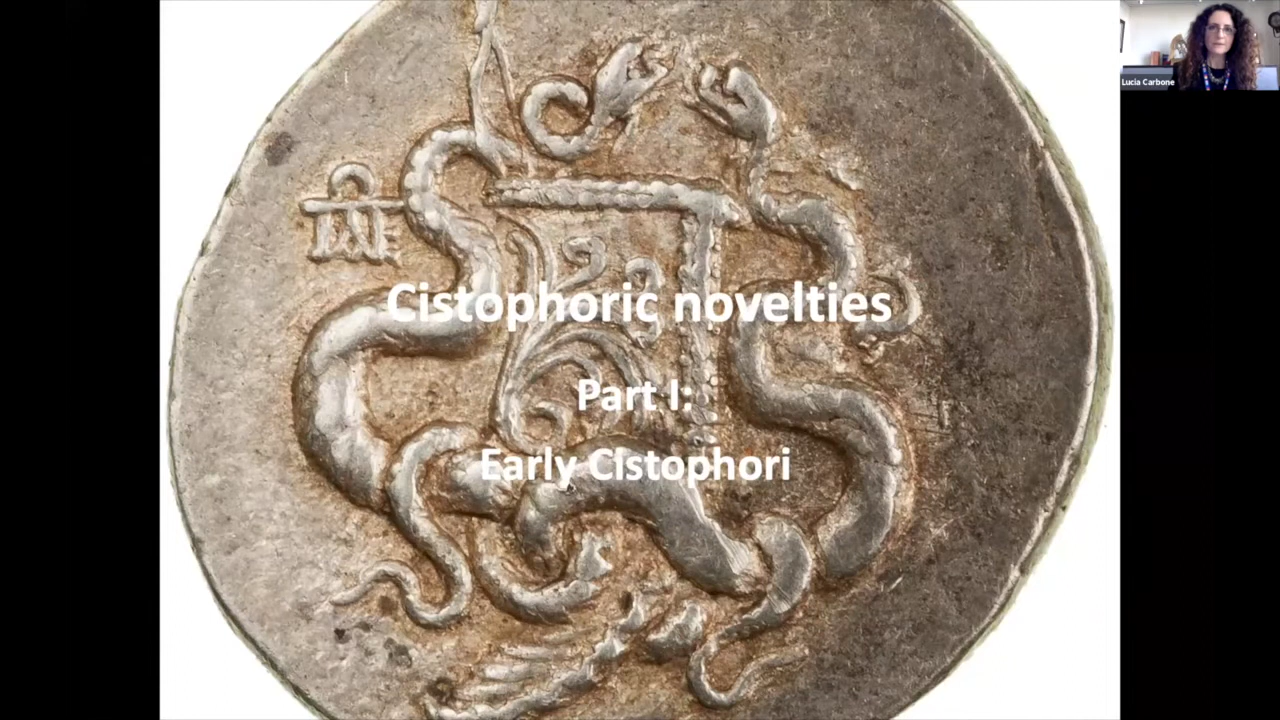 Cistophoric novelties
Part I:
Early Cistophori
Lucia Carbone